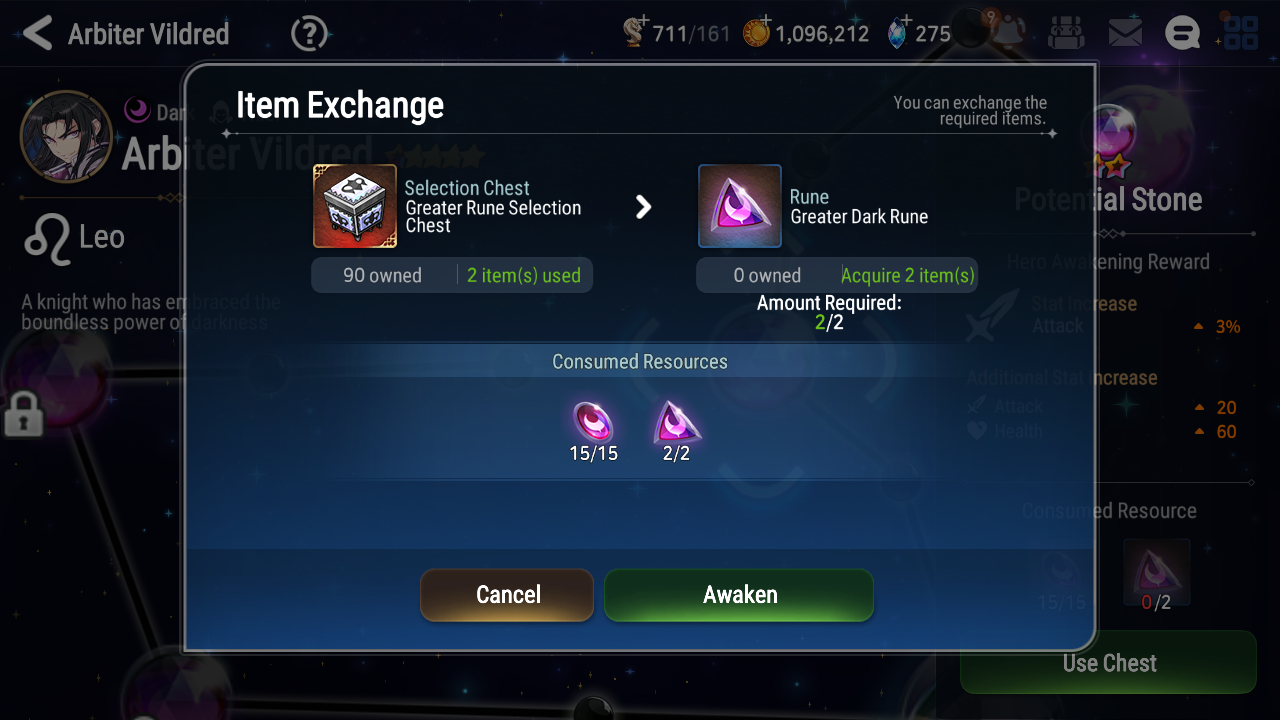 Arbiter Vildred
?
711/161
1,096,212
275
9
Item Exchange
You can exchange the
required items.
Selection Chest
Greater Rune Selection
Chest
90 owned
2 item(s) used
Rune
Greater Dark Rune
0 owned
Acquire 2 item(s)
Amount Required:
2/2
Consumed Resources
15/15
2/2
Cancel
Awaken
Dark
Arbiter Vildred
Leo
A knight who has embraced the
boundless power of darkness
Potential Stone
Hero Awakening Reward
Stat Increase
Attack
3%
Additional Stat Increase
Attack
20
Health
60
Consumed Resource
15/15
0/2
Use Chest